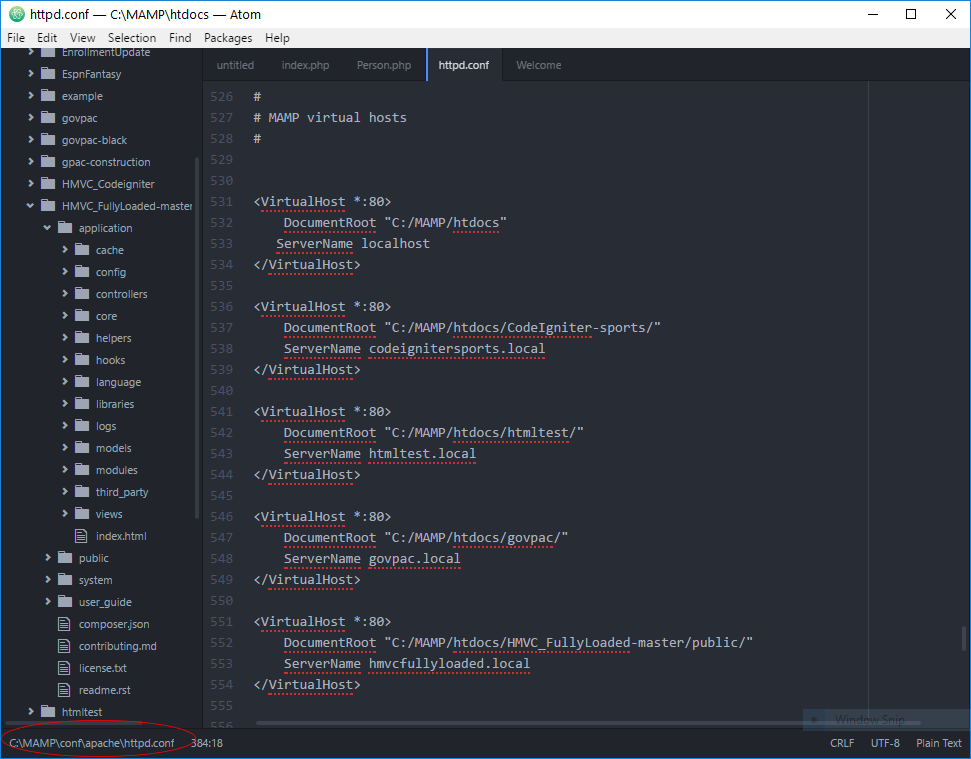 httpd.conf — C:\MAMP\htdocs — Atom
File Edit View Selection Find Packages Help
EnrollmentUpdate
EspnFantasy
example
govpac
govpac-black
gpac-construction
HMVC_Codeigniter
HMVC_FullyLoaded-master
application
cache
config
controllers
core
helpers
hooks
language
libraries
logs
models
modules
third_party
views
index.html
public
system
user_guide
composer.json
contributing.md
license.txt
readme.rst
htmltest
untitled index.php Person.php httpd.conf Welcome
526 #
527 # MAMP virtual hosts
528 #
529
530
531 <VirtualHost *:80>
532 DocumentRoot "C:/MAMP/htdocs"
533 ServerName localhost
534 </VirtualHost>
535
536 <VirtualHost *:80>
537 DocumentRoot "C:/MAMP/htdocs/CodeIgniter-sports/"
538 ServerName codeignitersports.local
539 </VirtualHost>
540
541 <VirtualHost *:80>
542 DocumentRoot "C:/MAMP/htdocs/htmltest/"
543 ServerName htmltest.local
544 </VirtualHost>
545
546 <VirtualHost *:80>
547 DocumentRoot "C:/MAMP/htdocs/govpac/"
548 ServerName govpac.local
549 </VirtualHost>
550
551 <VirtualHost *:80>
552 DocumentRoot "C:/MAMP/htdocs/HMVC_FullyLoaded-master/public/"
553 ServerName hmvcfullyloaded.local
554 </VirtualHost>
555
556
Window Snip
C:\MAMP\conf\apache\httpd.conf 384:18 CRLF UTF-8 Plain Text